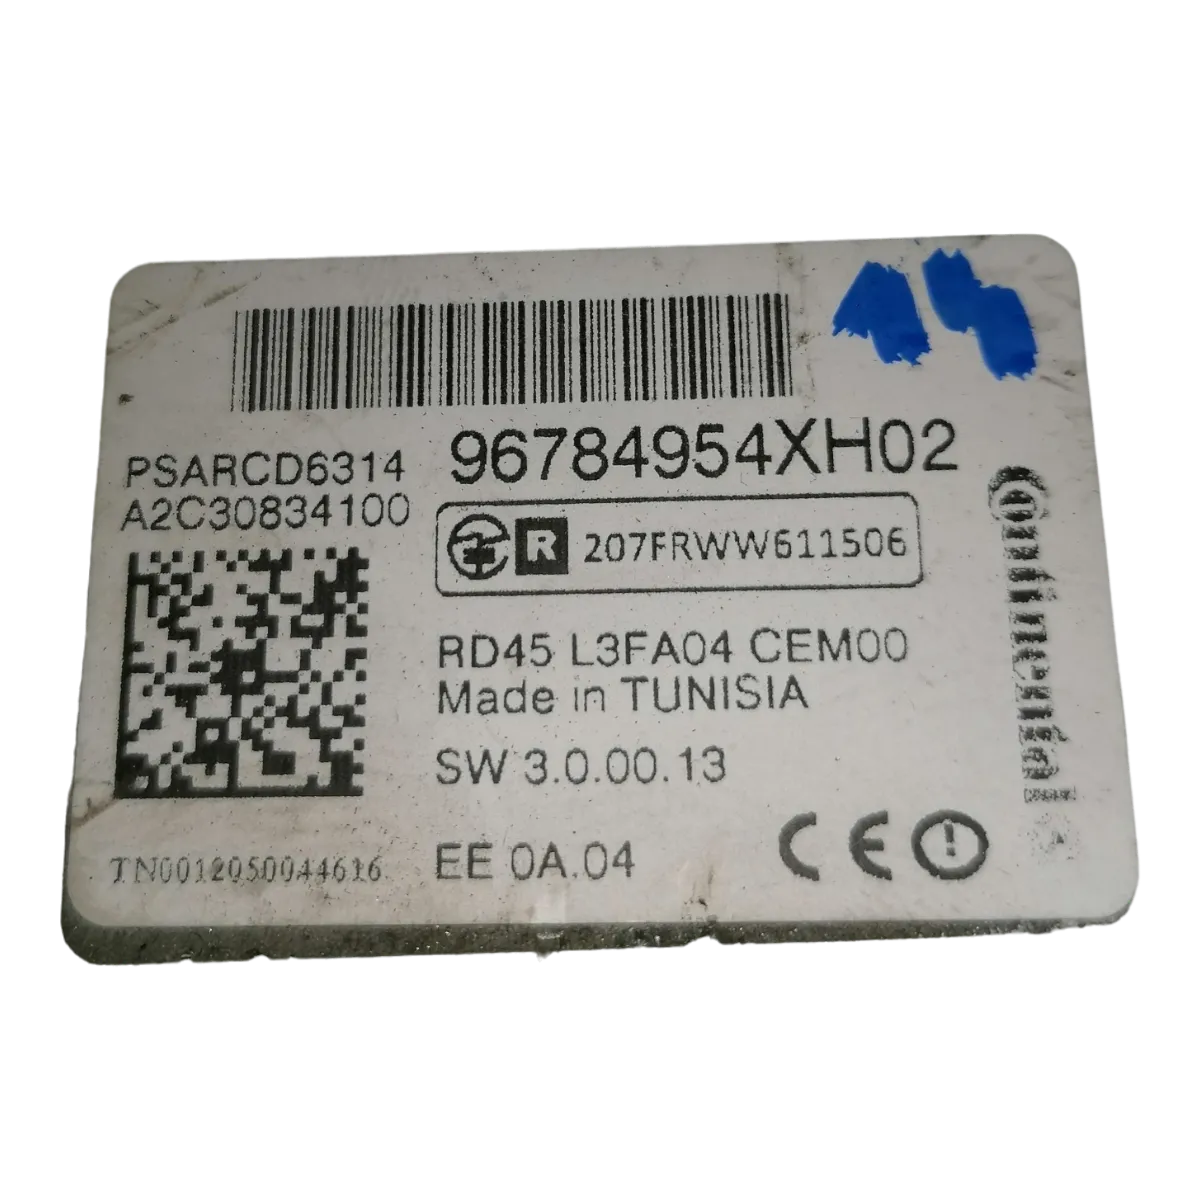 96784954XH02
PSARCD6314
A2C30834100
R 207FRWW611506
RD45 L3FA04 CEM00
Made in TUNISIA
SW 3.0.00.13
EE 0A.04
TN0012050044616
CE
Continental